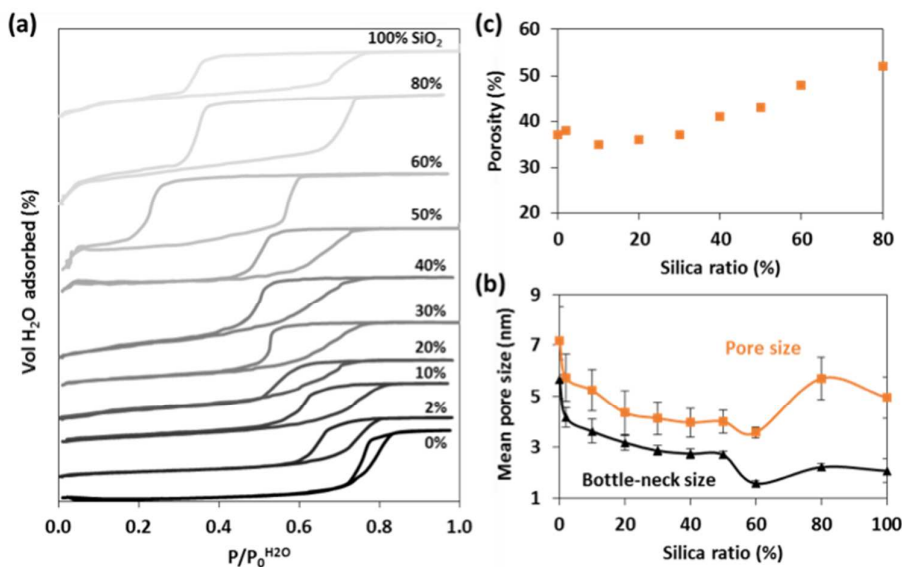 (a)
100% SiO₂
80%
60%
50%
40%
30%
20%
10%
2%
0%
Vol H₂O adsorbed (%)
0.0 0.2 0.4 0.6 0.8 1.0
P/P₀ᴴ²ᴼ
(c)
60
50
40
30
20
Porosity (%)
0 20 40 60 80
Silica ratio (%)
(b)
9
7
5
3
1
Mean pore size (nm)
Pore size
Bottle-neck size
0 20 40 60 80 100
Silica ratio (%)